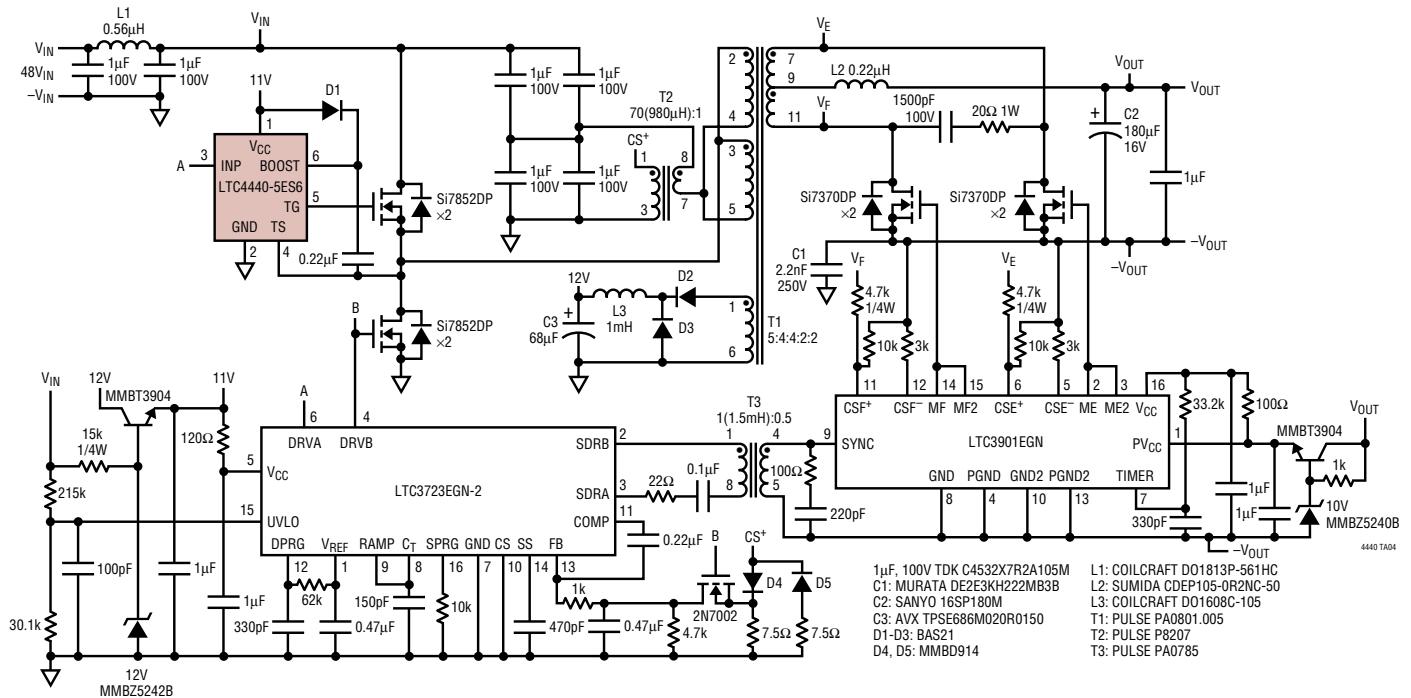 L1
0.56µH
VIN
VIN
48VIN
–VIN
1µF
100V
1µF
100V
11V
D1
1
VCC
A
3
INP
BOOST
6
LTC4440-5ES6
TG
5
GND
TS
2
4
0.22µF
Si7852DP
×2
B
Si7852DP
×2
1µF
100V
1µF
100V
1µF
100V
1µF
100V
T2
70(980µH):1
CS+
1
8
3
7
2
4
3
5
12V
C3
68µF
+
L3
1mH
D2
D3
1
6
T1
5:4:4:2:2
VE
7
9
11
L2 0.22µH
VF
1500pF
100V
20Ω 1W
VOUT
VOUT
+
C2
180µF
16V
1µF
Si7370DP
×2
Si7370DP
×2
–VOUT
–VOUT
C1
2.2nF
250V
VF
4.7k
1/4W
10k
3k
VE
4.7k
1/4W
10k
3k
11
12
14
15
6
5
2
3
16
CSF+
CSF–
MF
MF2
CSE+
CSE–
ME
ME2
VCC
9
SYNC
LTC3901EGN
PVCC
1
GND
PGND
GND2
PGND2
TIMER
8
4
10
13
7
33.2k
100Ω
MMBT3904
VOUT
1k
1µF
1µF
330pF
10V
MMBZ5240B
–VOUT
4440 TA04
VIN
12V
MMBT3904
11V
15k
1/4W
120Ω
215k
A
6
B
4
DRVA
DRVB
5
VCC
LTC3723EGN-2
15
UVLO
SDRB
2
SDRA
3
COMP
11
DPRG
VREF
RAMP
CT
SPRG
GND
CS
SS
FB
12
1
9
8
16
7
10
14
13
62k
100pF
1µF
1µF
330pF
0.47µF
150pF
10k
470pF
30.1k
12V
MMBZ5242B
T3
1(1.5mH):0.5
1
4
8
5
22Ω
0.1µF
0.22µF
100Ω
220pF
1k
0.47µF
4.7k
B
2N7002
CS+
D4
D5
7.5Ω
7.5Ω
1µF, 100V TDK C4532X7R2A105M
C1: MURATA DE2E3KH222MB3B
C2: SANYO 16SP180M
C3: AVX TPSE686M020R0150
D1-D3: BAS21
D4, D5: MMBD914
L1: COILCRAFT DO1813P-561HC
L2: SUMIDA CDEP105-0R2NC-50
L3: COILCRAFT DO1608C-105
T1: PULSE PA0801.005
T2: PULSE P8207
T3: PULSE PA0785